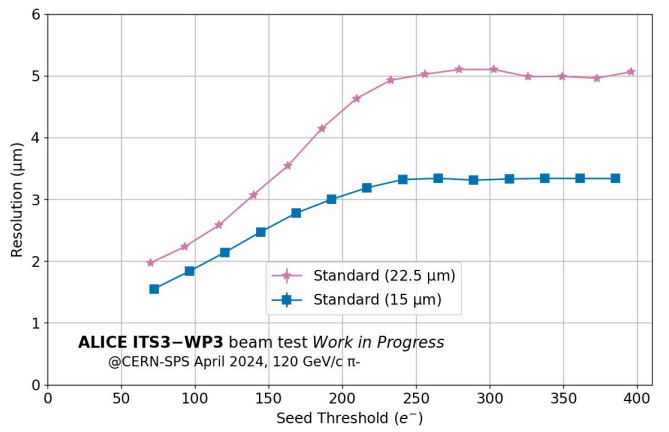 6
5
4
3
2
1
0
Resolution (μm)
Standard (22.5 μm)
Standard (15 μm)
ALICE ITS3−WP3 beam test Work in Progress
@CERN-SPS April 2024, 120 GeV/c π-
0 50 100 150 200 250 300 350 400
Seed Threshold (e⁻)